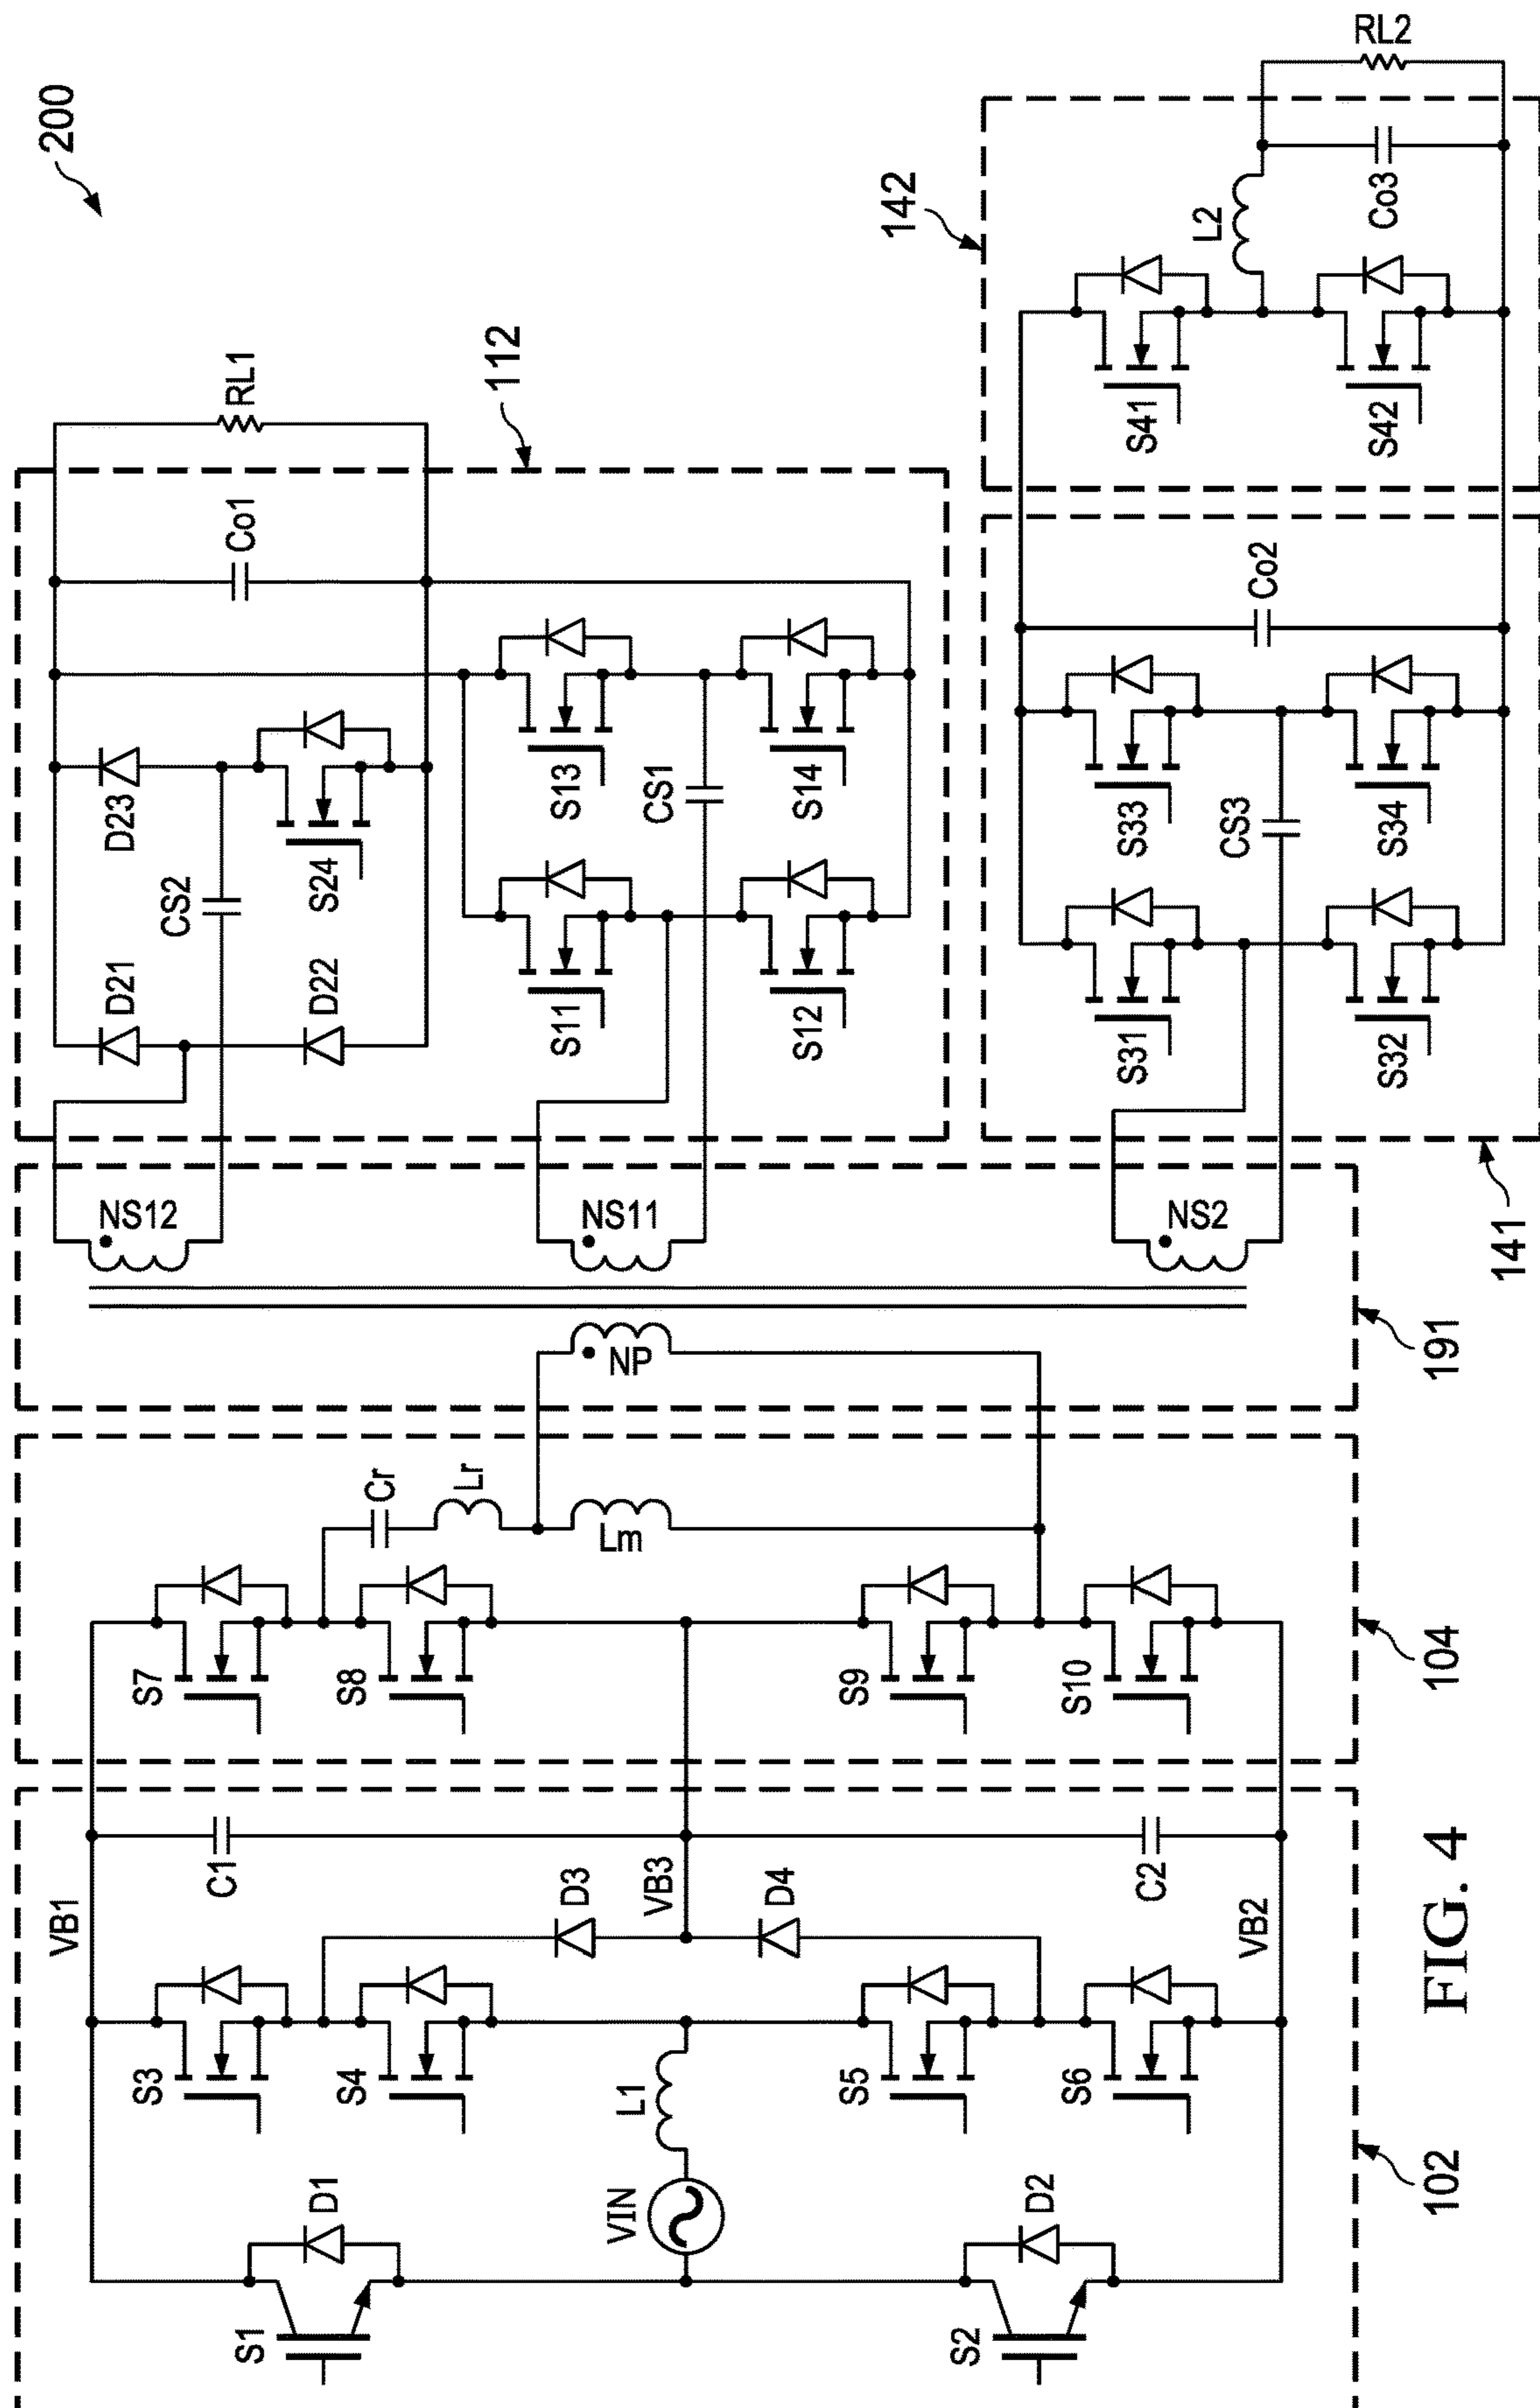 200
VB1
VB3
VB2
S1
D1
S2
D2
VIN
L1
S3
S4
S5
S6
D3
D4
C1
C2
102
S7
S8
S9
S10
Cr
Lr
Lm
104
NP
NS12
NS11
NS2
191
D21
D22
CS2
D23
S24
Co1
RL1
S11
S12
S13
S14
CS1
112
S31
S32
S33
S34
CS3
Co2
141
S41
S42
L2
Co3
RL2
142
FIG. 4